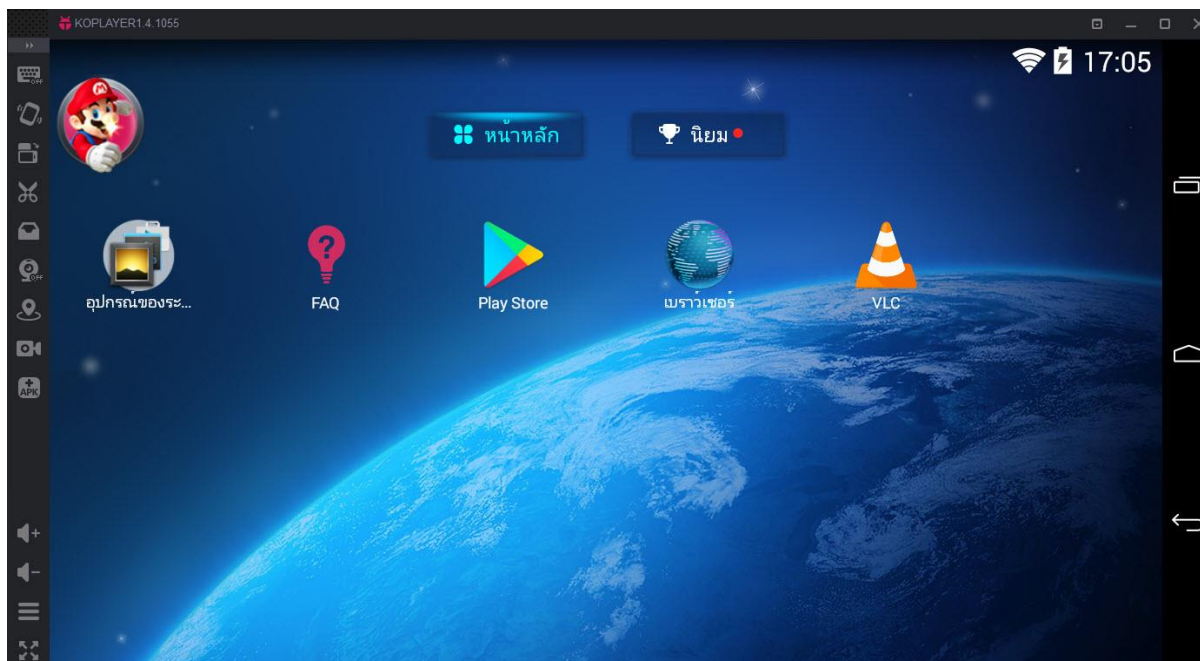 KOPLAYER1.4.1055
17:05
หน้าหลัก
นิยม
อุปกรณ์ของระ...
FAQ
Play Store
เบราว์เซอร์
VLC
OFF
OFF
APK